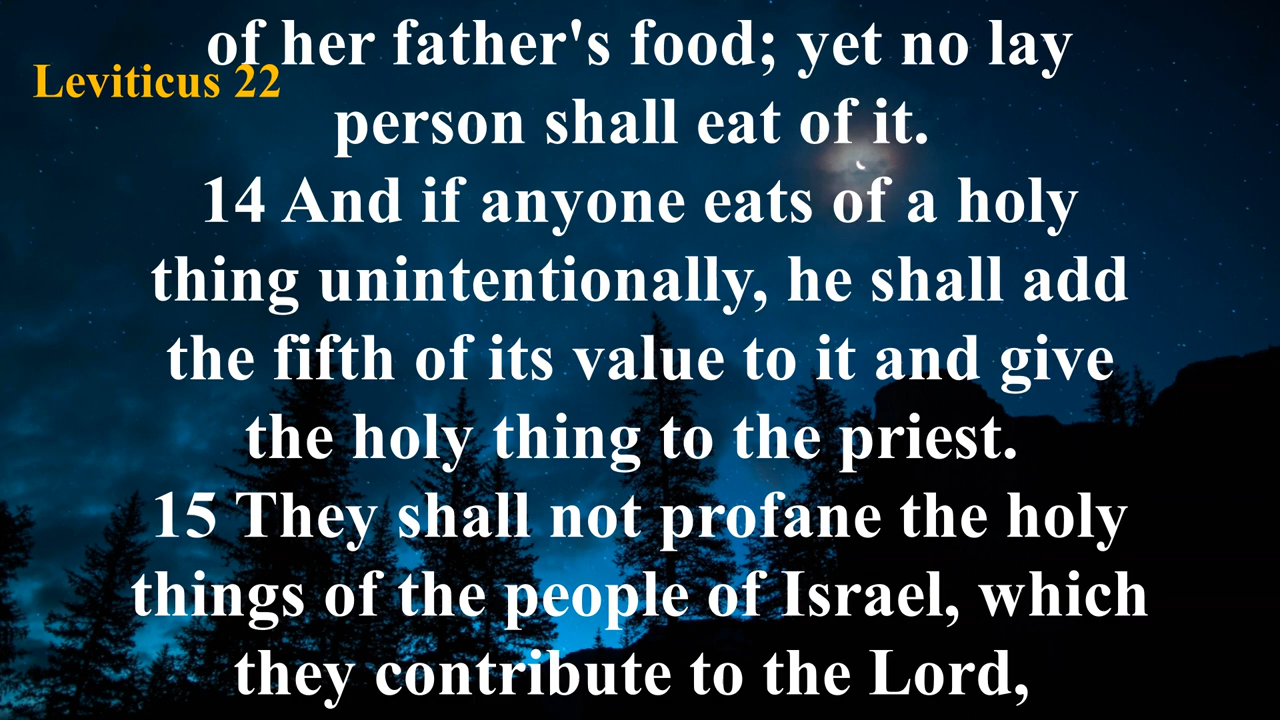 of her father's food; yet no lay
Leviticus 22
person shall eat of it.
14 And if anyone eats of a holy
thing unintentionally, he shall add
the fifth of its value to it and give
the holy thing to the priest.
15 They shall not profane the holy
things of the people of Israel, which
they contribute to the Lord,